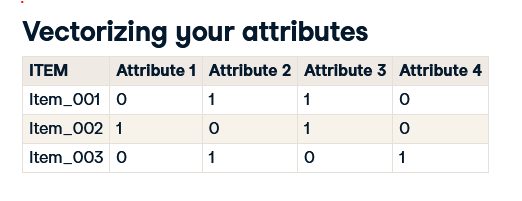 Vectorizing your attributes
ITEM Attribute 1 Attribute 2 Attribute 3 Attribute 4
Item_001 0 1 1 0
Item_002 1 0 1 0
Item_003 0 1 0 1